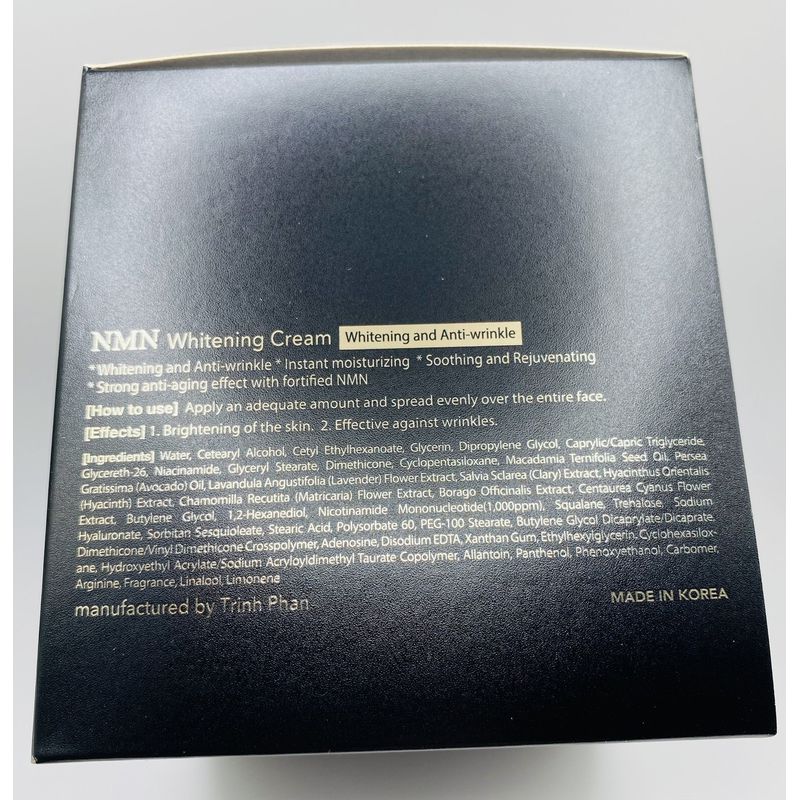 NMN Whitening Cream Whitening and Anti-wrinkle
* Whitening and Anti-wrinkle * Instant moisturizing * Soothing and Rejuvenating
* Strong anti-aging effect with fortified NMN
[How to use] Apply an adequate amount and spread evenly over the entire face.
[Effects] 1. Brightening of the skin. 2. Effective against wrinkles.
[Ingredients] Water, Cetearyl Alcohol, Cetyl Ethylhexanoate, Glycerin, Dipropylene Glycol, Caprylic/Capric Triglyceride,
Glycereth-26, Niacinamide, Glyceryl Stearate, Dimethicone, Cyclopentasiloxane, Macadamia Ternifolia Seed Oil, Persea
Gratissima (Avocado) Oil, Lavandula Angustifolia (Lavender) Flower Extract, Salvia Sclarea (Clary) Extract, Hyacinthus Orientalis
(Hyacinth) Extract, Chamomilla Recutita (Matricaria) Flower Extract, Borago Officinalis Extract, Centaurea Cyanus Flower
Extract, Butylene Glycol, 1,2-Hexanediol, Nicotinamide Mononucleotide(1,000ppm), Squalane, Trehalose, Sodium
Hyaluronate, Sorbitan Sesquioleate, Stearic Acid, Polysorbate 60, PEG-100 Stearate, Butylene Glycol Dicaprylate/Dicaprate,
Dimethicone/Vinyl Dimethicone Crosspolymer, Adenosine, Disodium EDTA, Xanthan Gum, Ethylhexylglycerin, Cyclohexasilox-
ane, Hydroxyethyl Acrylate/Sodium Acryloyldimethyl Taurate Copolymer, Allantoin, Panthenol, Phenoxyethanol, Carbomer,
Arginine, Fragrance, Linalool, Limonene
manufactured by Trinh Phan MADE IN KOREA